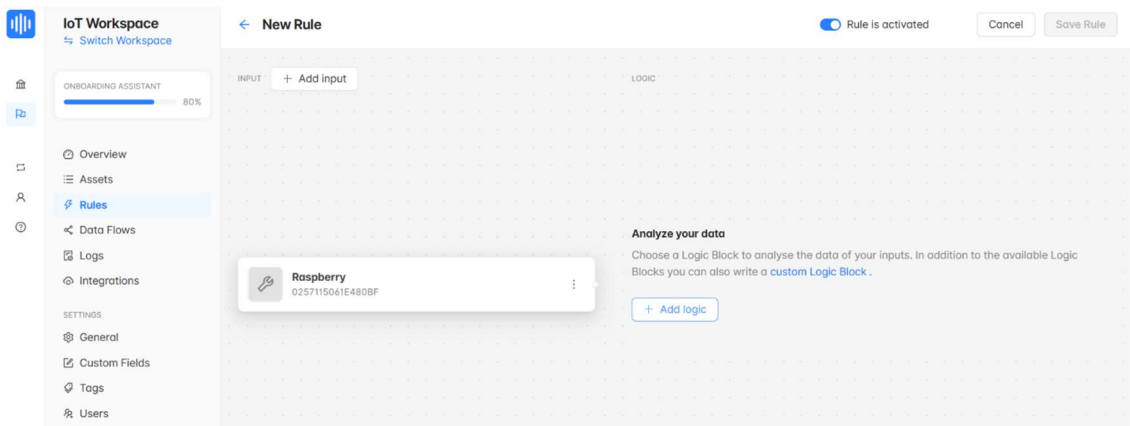 IoT Workspace
Switch Workspace
ONBOARDING ASSISTANT
80%
Overview
Assets
Rules
Data Flows
Logs
Integrations
SETTINGS
General
Custom Fields
Tags
Users
New Rule
Rule is activated
Cancel
Save Rule
INPUT
+ Add input
Raspberry
0257115061E480BF
LOGIC
Analyze your data
Choose a Logic Block to analyse the data of your inputs. In addition to the available Logic
Blocks you can also write a custom Logic Block .
+ Add logic